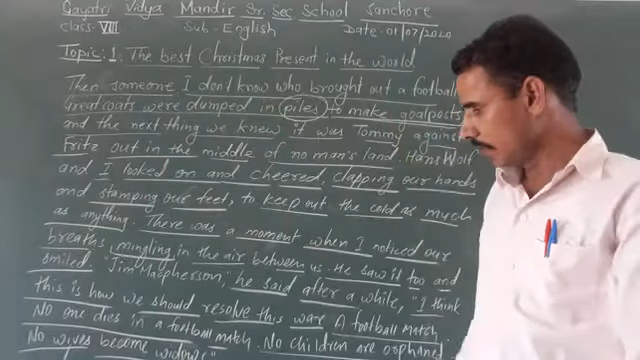 Gayatri Vidya Mandir Sr. Sec School Sanchore
class-VIII Sub-English Date-01/07/2020
Topic:1. The best Christmas Present in the world
Then someone I don't know who brought out a football
Greatcoats were dumped in piles to make goalposts
and the next thing we knew it was Tommy against
Fritz out in the middle of no man's land. Hans Wolf
and I looked on and cheered, clapping our hands
and stamping our feet, to keep out the cold as much
as anything. There was a moment when I noticed our
breaths, mingling in the air between us. He saw it too and
smiled "Jim Macpherson," he said after a while, "I think
this is how we should resolve this war. A football match,
No one dies in a football match. No children are orphaned.
No wives become widows"